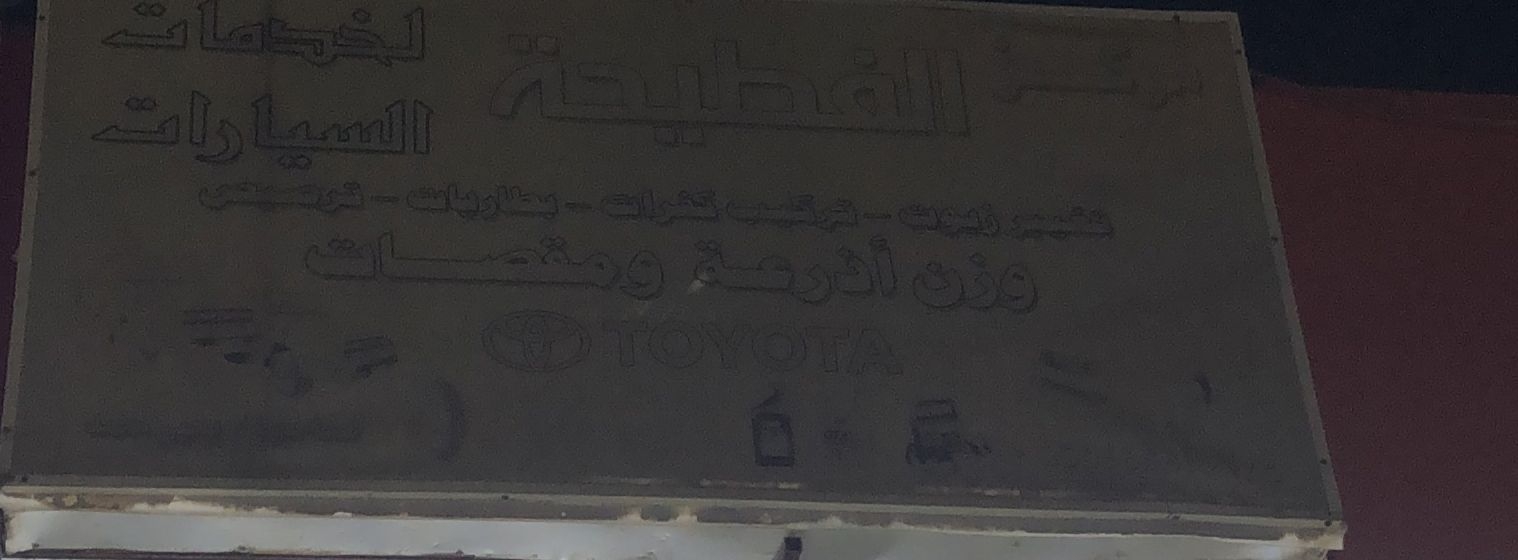 مركز الفطيحة لخدمات
السيارات
تغيير زيوت - تركيب كفرات - بطاريات - ترصيص
وزن أذرعة ومقصات
TOYOTA